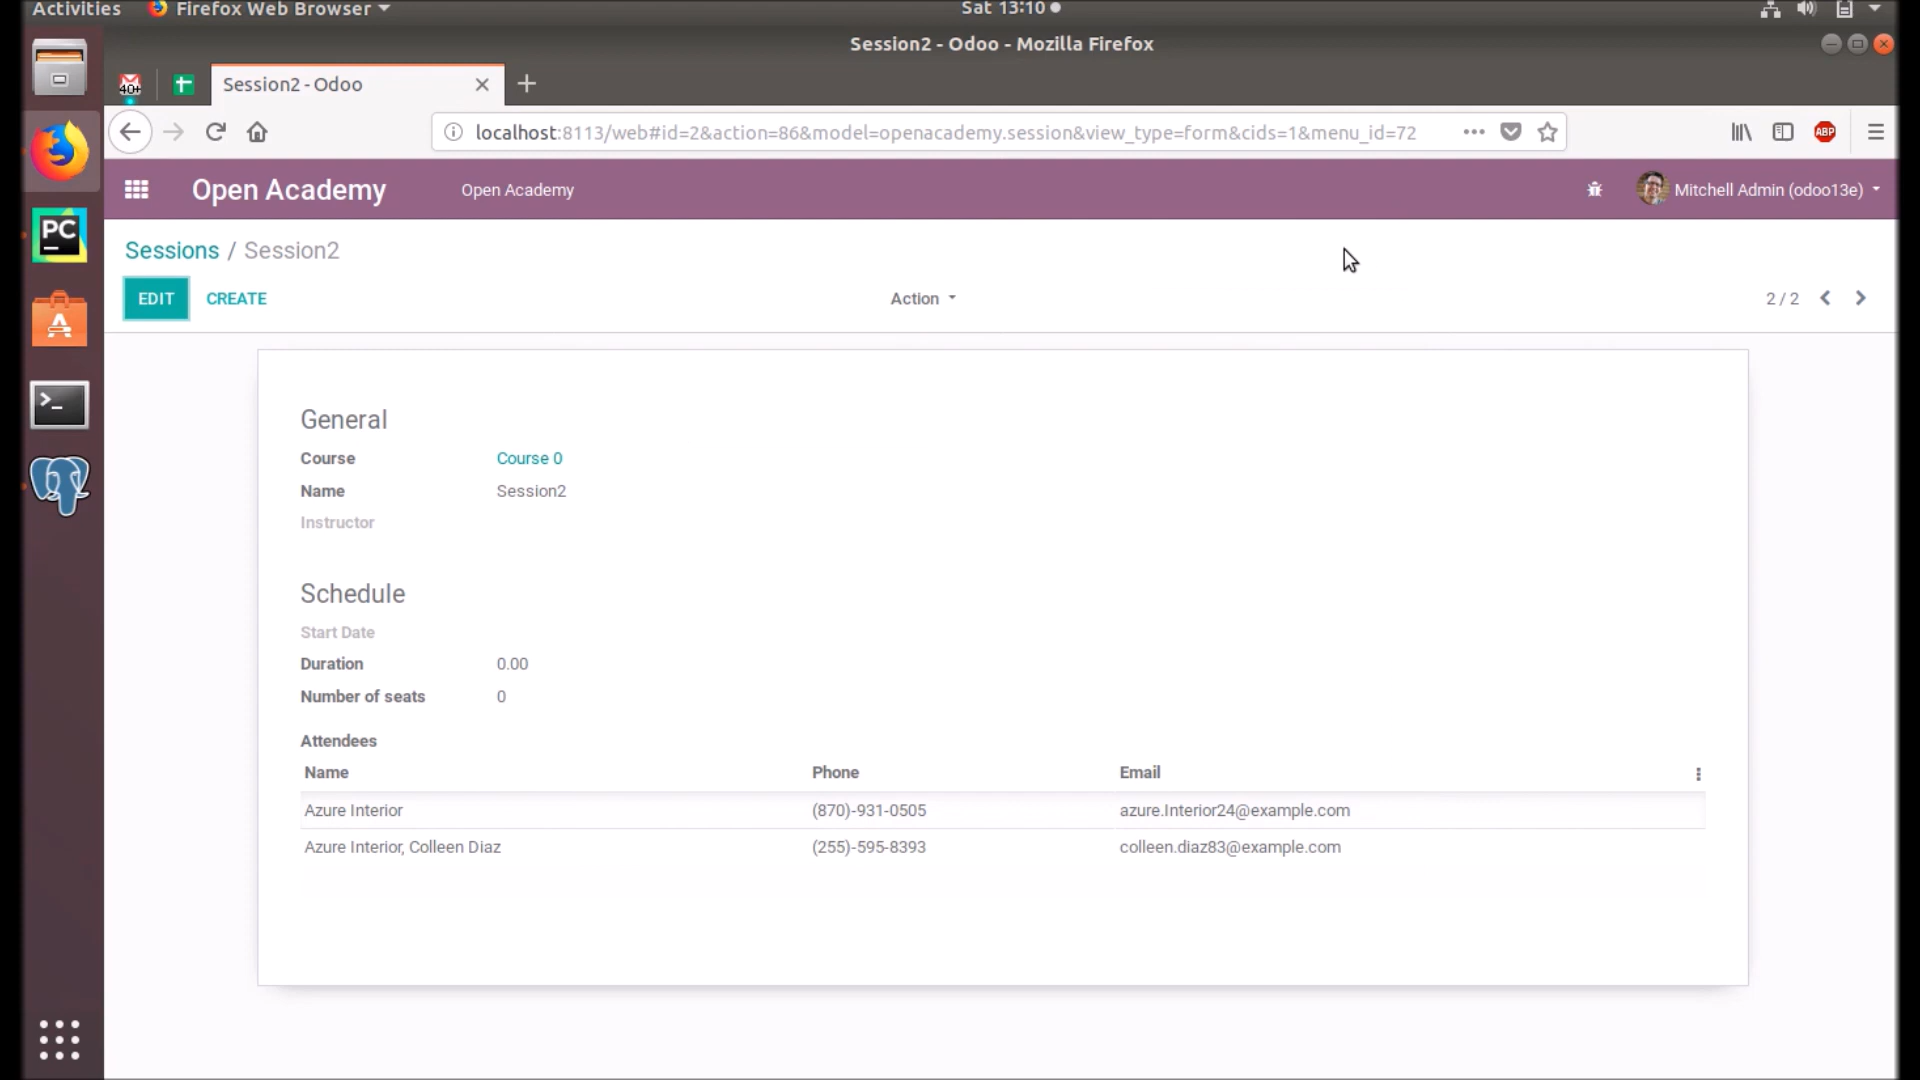 Activities Firefox Web Browser Sat 13:10
Session2 - Odoo - Mozilla Firefox
40+ Session2 - Odoo
localhost:8113/web#id=2&action=86&model=openacademy.session&view_type=form&cids=1&menu_id=72 ABP
Open Academy Open Academy Mitchell Admin (odoo13e)
Sessions / Session2
EDIT CREATE Action 2 / 2
General
Course Course 0
Name Session2
Instructor
Schedule
Start Date
Duration 0.00
Number of seats 0
Attendees
Name Phone Email
Azure Interior (870)-931-0505 azure.Interior24@example.com
Azure Interior, Colleen Diaz (255)-595-8393 colleen.diaz83@example.com
PC